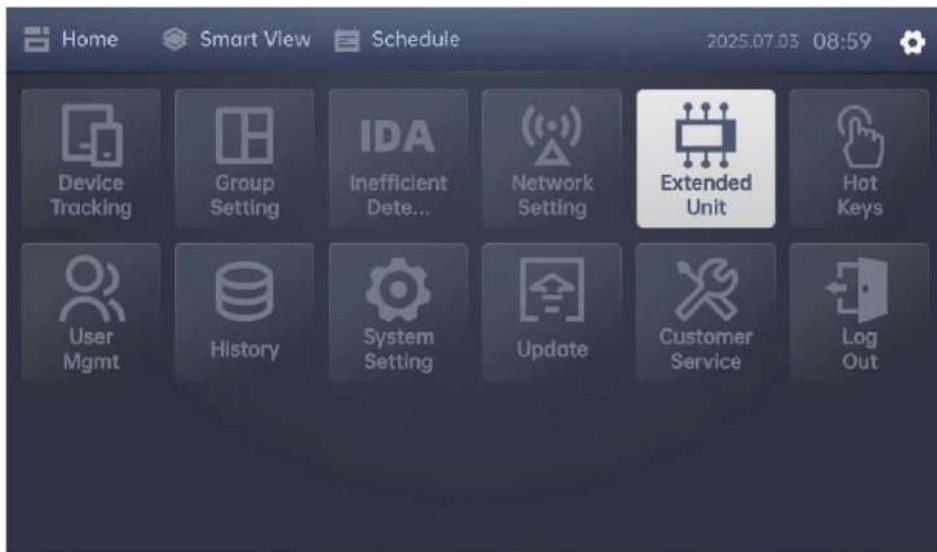 Home
Smart View
Schedule
2025.07.03 08:59
Device
Tracking
Group
Setting
IDA
Inefficient
Dete...
Network
Setting
Extended
Unit
Hot
Keys
User
Mgmt
History
System
Setting
Update
Customer
Service
Log
Out